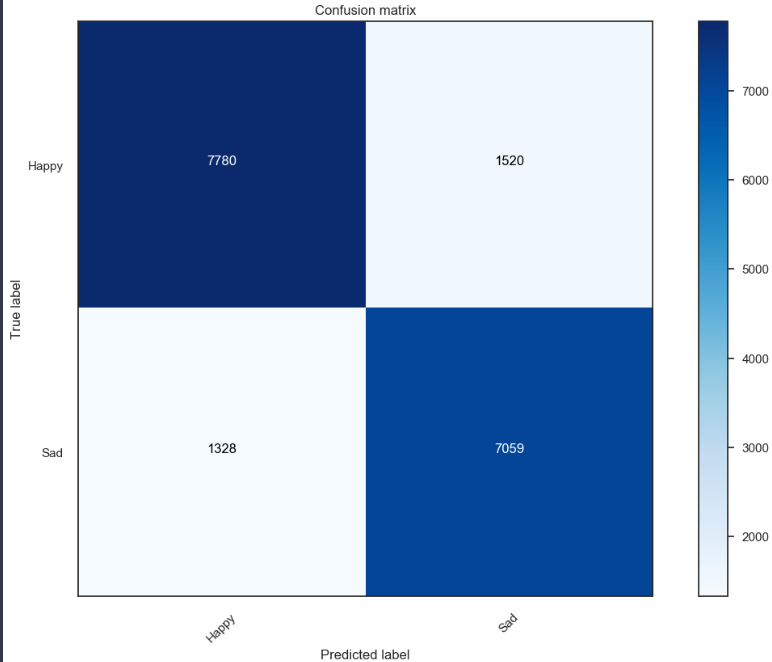 Confusion matrix
7000
Happy
7780
1520
6000
5000
True label
4000
Sad
1328
7059
3000
2000
Happy
Sad
Predicted label